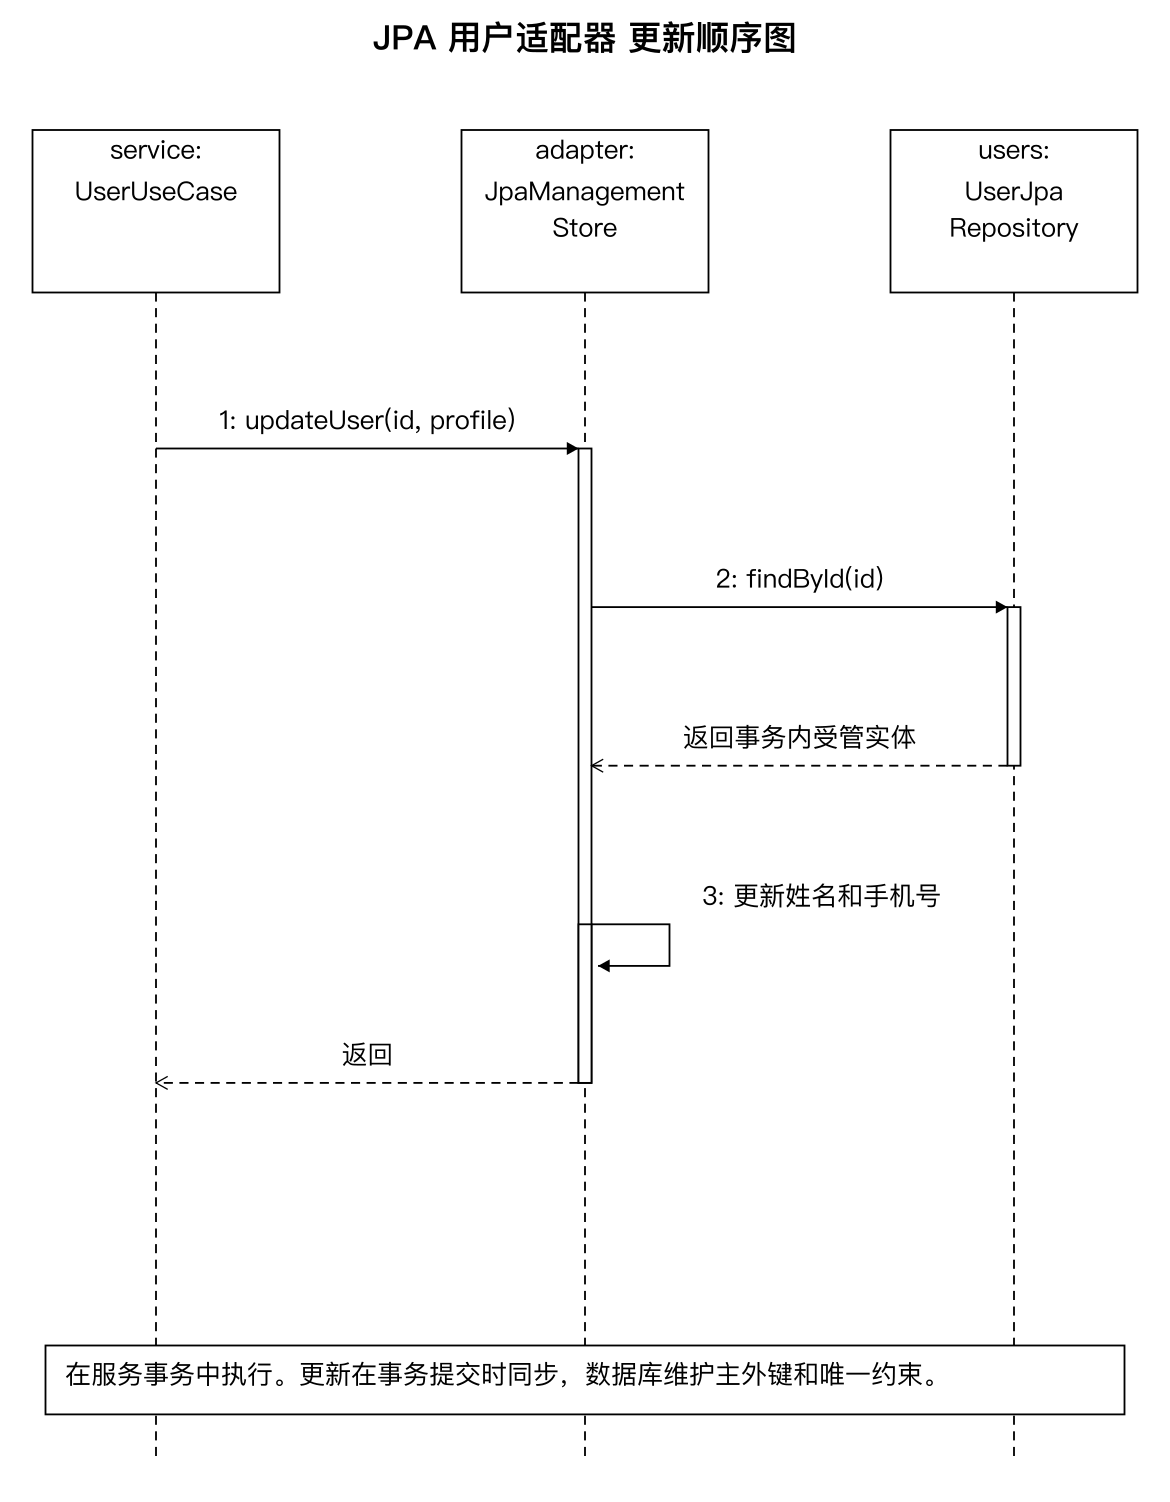 JPA 用户适配器 更新顺序图
service:
UserUseCase
adapter:
JpaManagement
Store
users:
UserJpa
Repository
1: updateUser(id, profile)
2: findById(id)
返回事务内受管实体
3: 更新姓名和手机号
返回
在服务事务中执行。更新在事务提交时同步，数据库维护主外键和唯一约束。